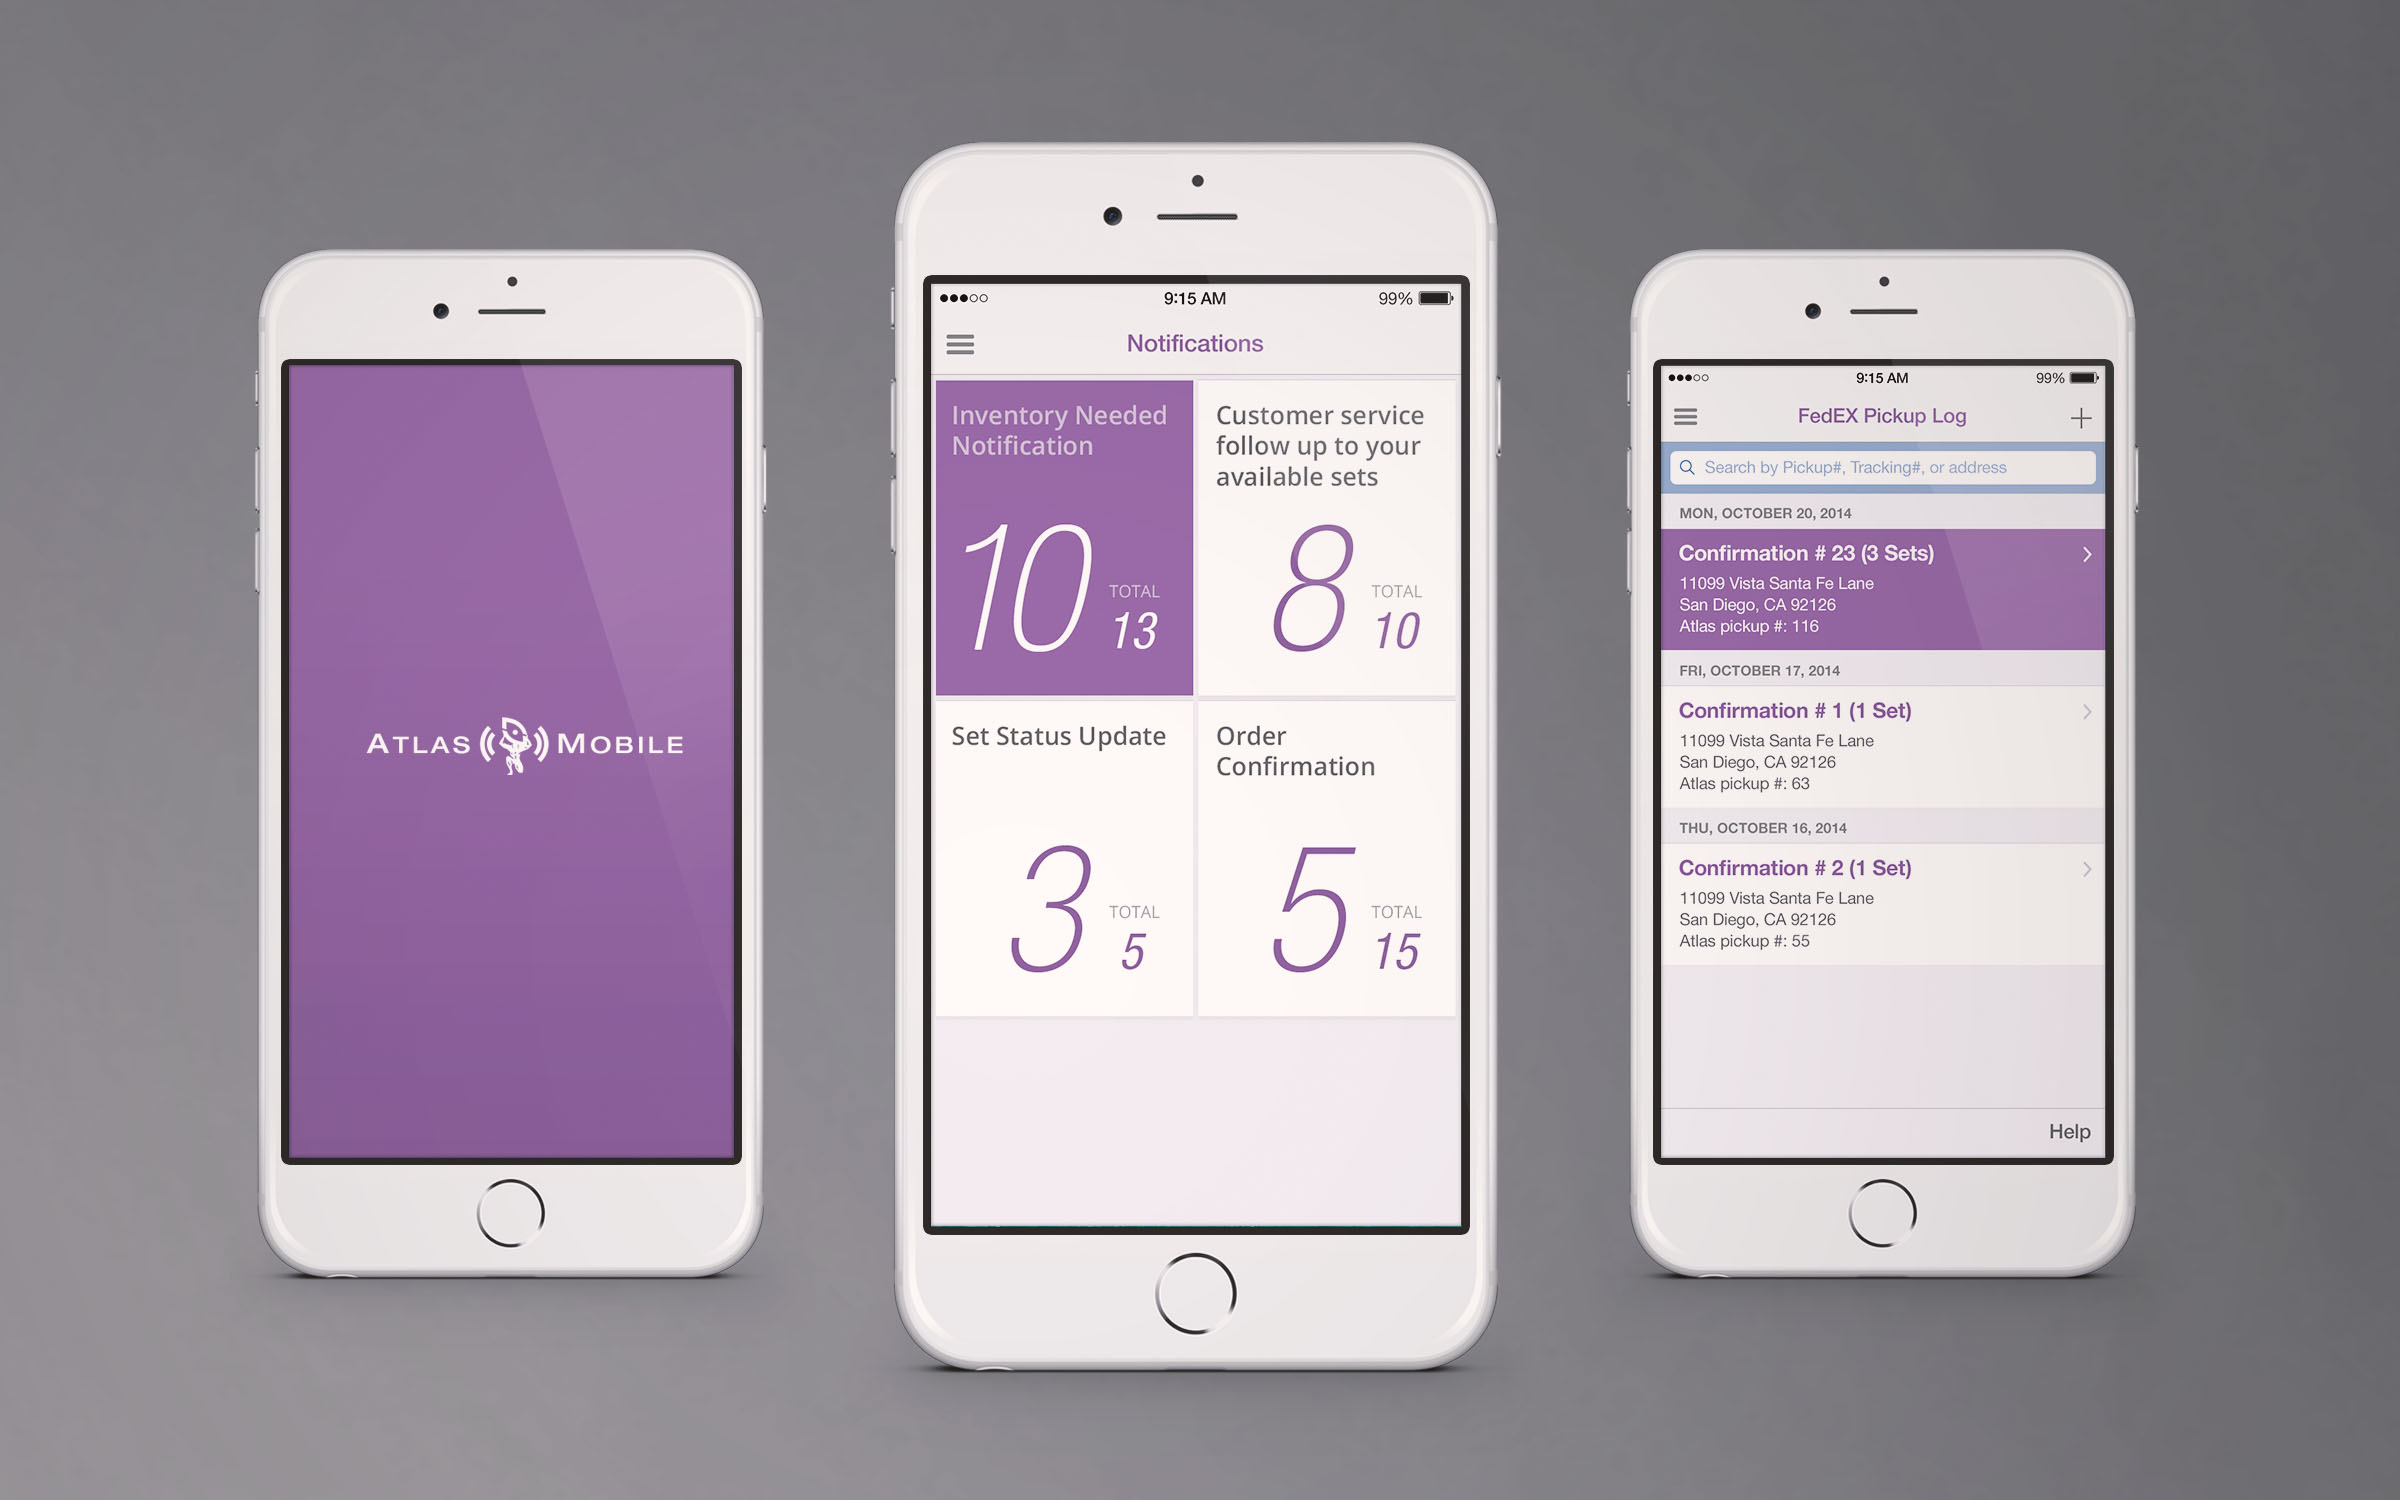 ATLAS MOBILE
9:15 AM
99%
Notifications
Inventory Needed
Notification
10
TOTAL
13
Customer service
follow up to your
available sets
8
TOTAL
10
Set Status Update
3
TOTAL
5
Order
Confirmation
5
TOTAL
15
9:15 AM
99%
FedEX Pickup Log
Search by Pickup#, Tracking#, or address
MON, OCTOBER 20, 2014
Confirmation # 23 (3 Sets)
11099 Vista Santa Fe Lane
San Diego, CA 92126
Atlas pickup #: 116
FRI, OCTOBER 17, 2014
Confirmation # 1 (1 Set)
11099 Vista Santa Fe Lane
San Diego, CA 92126
Atlas pickup #: 63
THU, OCTOBER 16, 2014
Confirmation # 2 (1 Set)
11099 Vista Santa Fe Lane
San Diego, CA 92126
Atlas pickup #: 55
Help